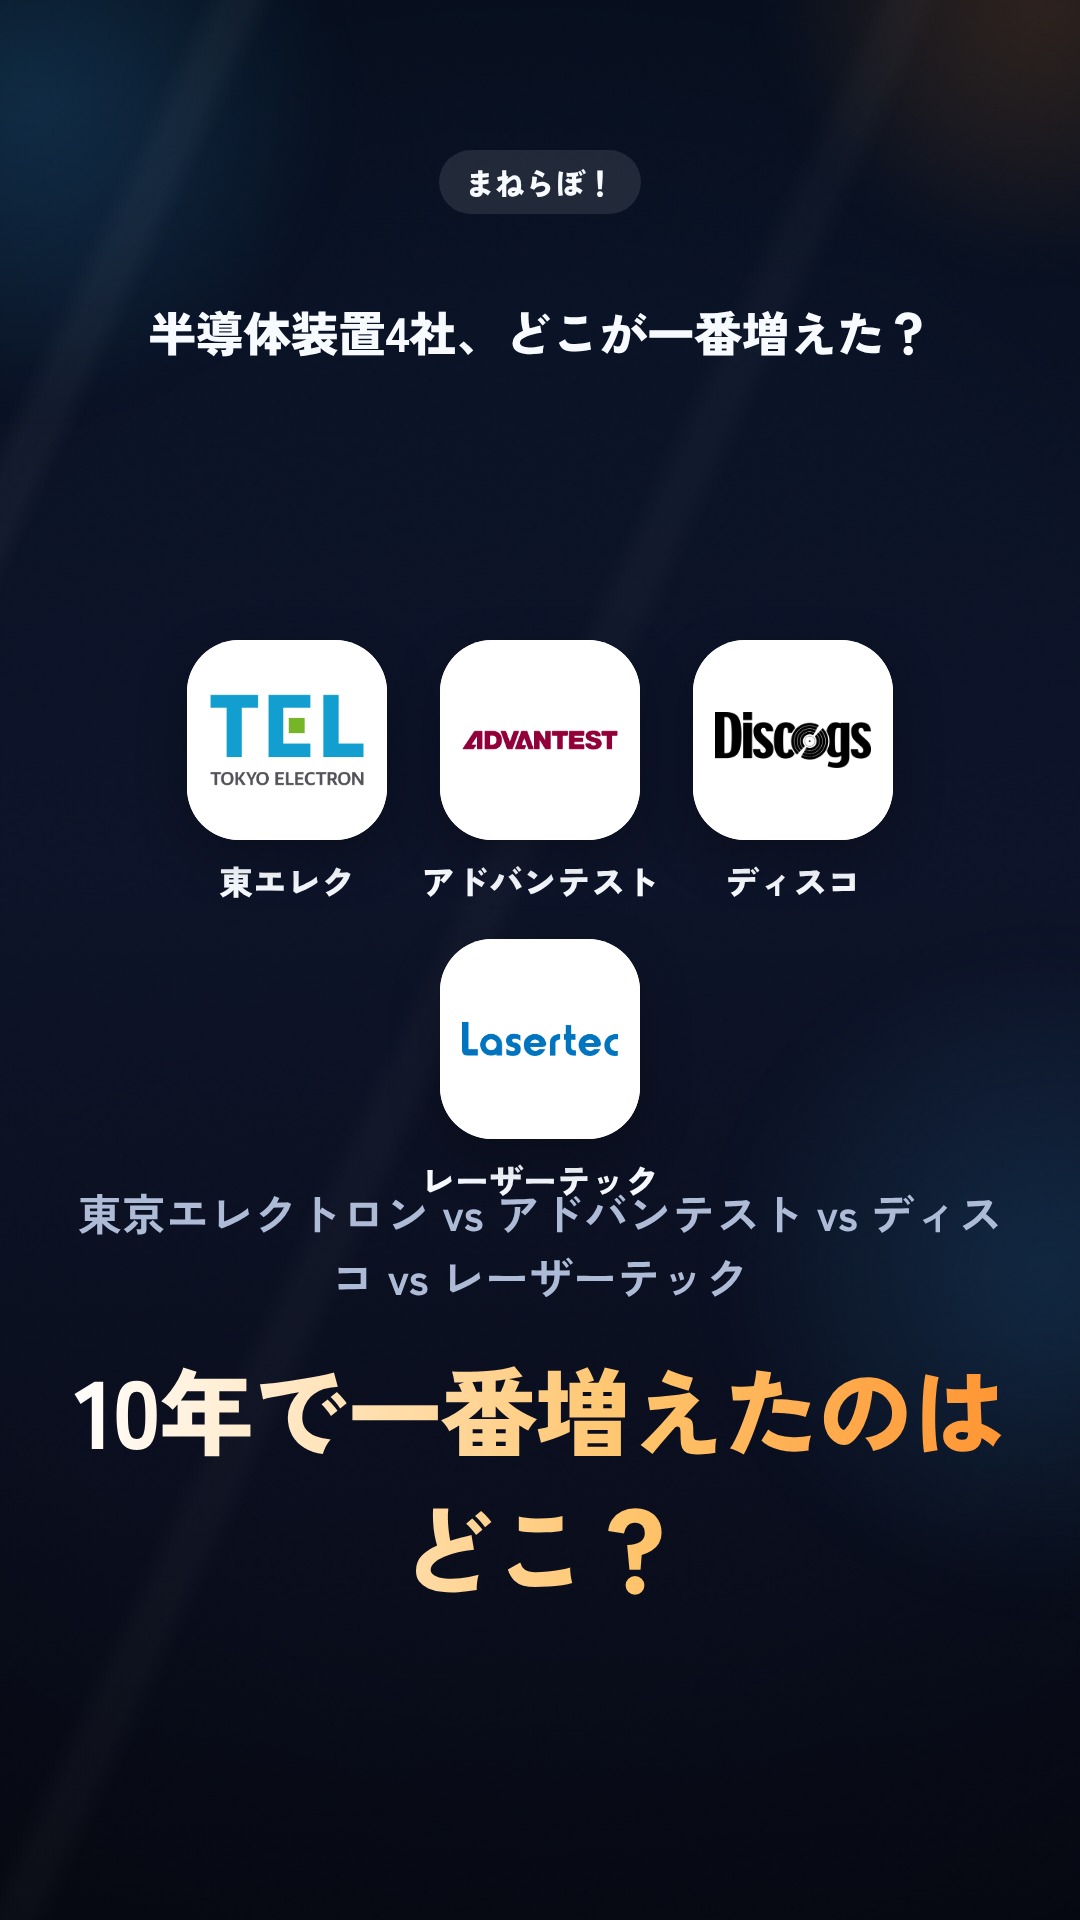 まねらぼ！
半導体装置4社、どこが一番増えた？
TEL
TOKYO ELECTRON
ADVANTEST
Discogs
東エレク
アドバンテスト
ディスコ
Lasertec
レーザーテック
東京エレクトロン vs アドバンテスト vs ディス
コ vs レーザーテック
10年で一番増えたのは
どこ？